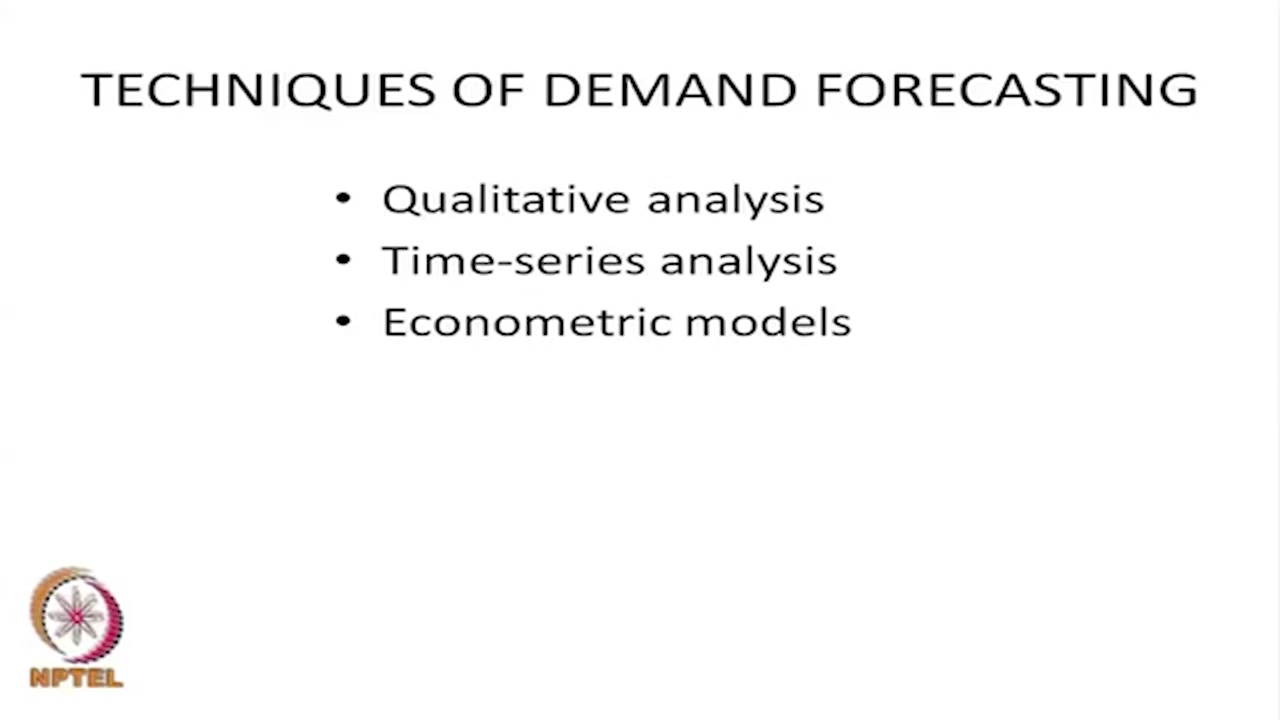 TECHNIQUES OF DEMAND FORECASTING
• Qualitative analysis
• Time-series analysis
• Econometric models
NPTEL